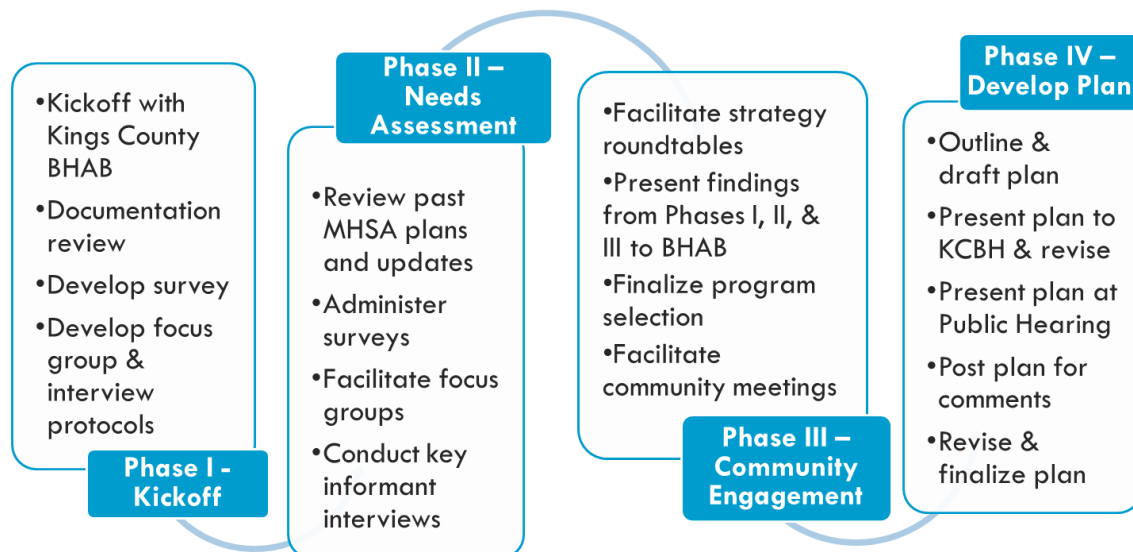 •Kickoff with
Kings County
BHAB
•Documentation
review
•Develop survey
•Develop focus
group &
interview
protocols
Phase I -
Kickoff
Phase II –
Needs
Assessment
•Review past
MHSA plans
and updates
•Administer
surveys
•Facilitate focus
groups
•Conduct key
informant
interviews
•Facilitate strategy
roundtables
•Present findings
from Phases I, II, &
III to BHAB
•Finalize program
selection
•Facilitate
community meetings
Phase III –
Community
Engagement
Phase IV –
Develop Plan
•Outline &
draft plan
•Present plan to
KCBH & revise
•Present plan at
Public Hearing
•Post plan for
comments
•Revise &
finalize plan